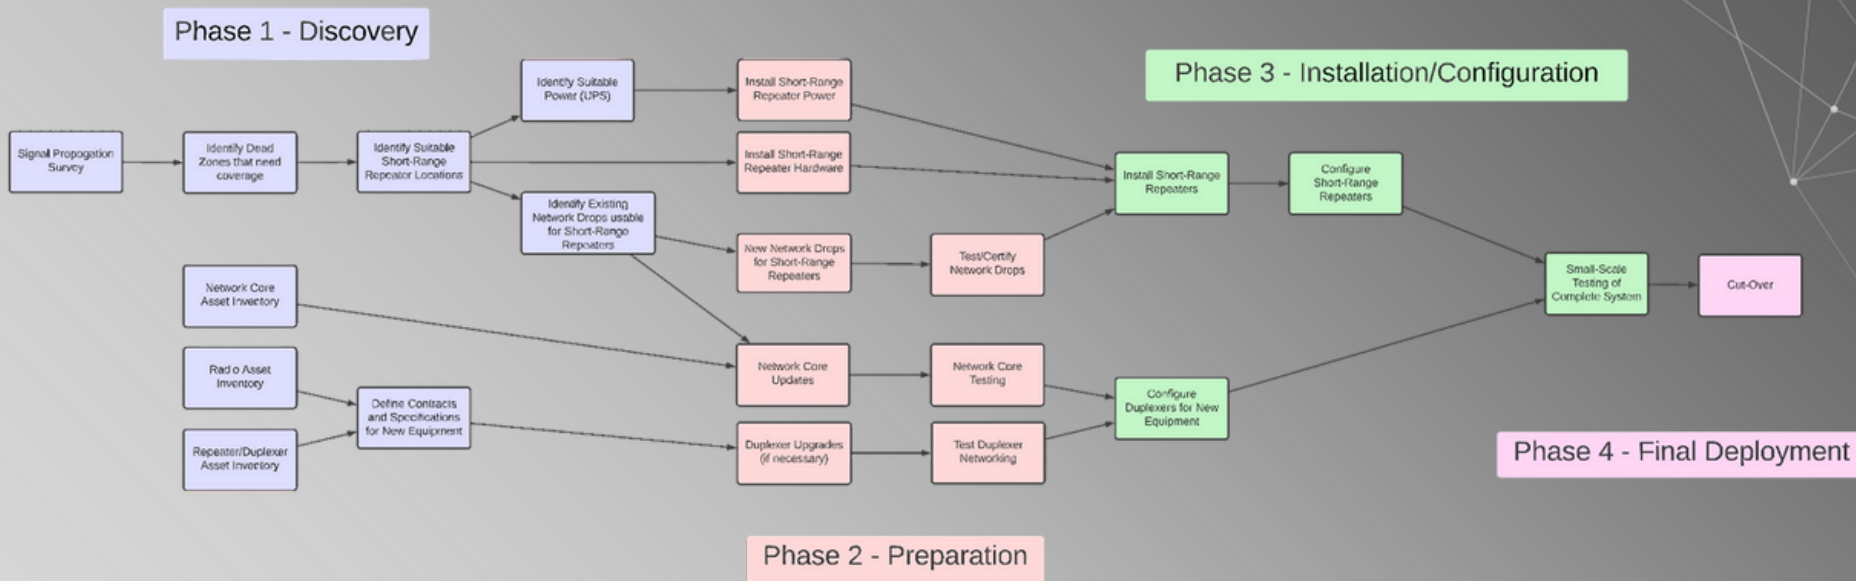 Phase 1 - Discovery
Signal Propogation
Survey
Identify Dead
Zones that need
coverage
Identify Suitable
Short-Range
Repeater Locations
Identify Suitable
Power (UPS)
Identify Existing
Network Drops usable
for Short-Range
Repeaters
Network Core
Asset Inventory
Radio Asset
Inventory
Repeater/Duplexer
Asset Inventory
Define Contracts
and Specifications
for New Equipment
Install Short-Range
Repeater Power
Install Short-Range
Repeater Hardware
New Network Drops
for Short-Range
Repeaters
Test/Certify
Network Drops
Network Core
Updates
Network Core
Testing
Duplexer Upgrades
(if necessary)
Test Duplexer
Networking
Phase 2 - Preparation
Phase 3 - Installation/Configuration
Install Short-Range
Repeaters
Configure
Short-Range
Repeaters
Configure
Duplexers for New
Equipment
Small-Scale
Testing of
Complete System
Cut-Over
Phase 4 - Final Deployment